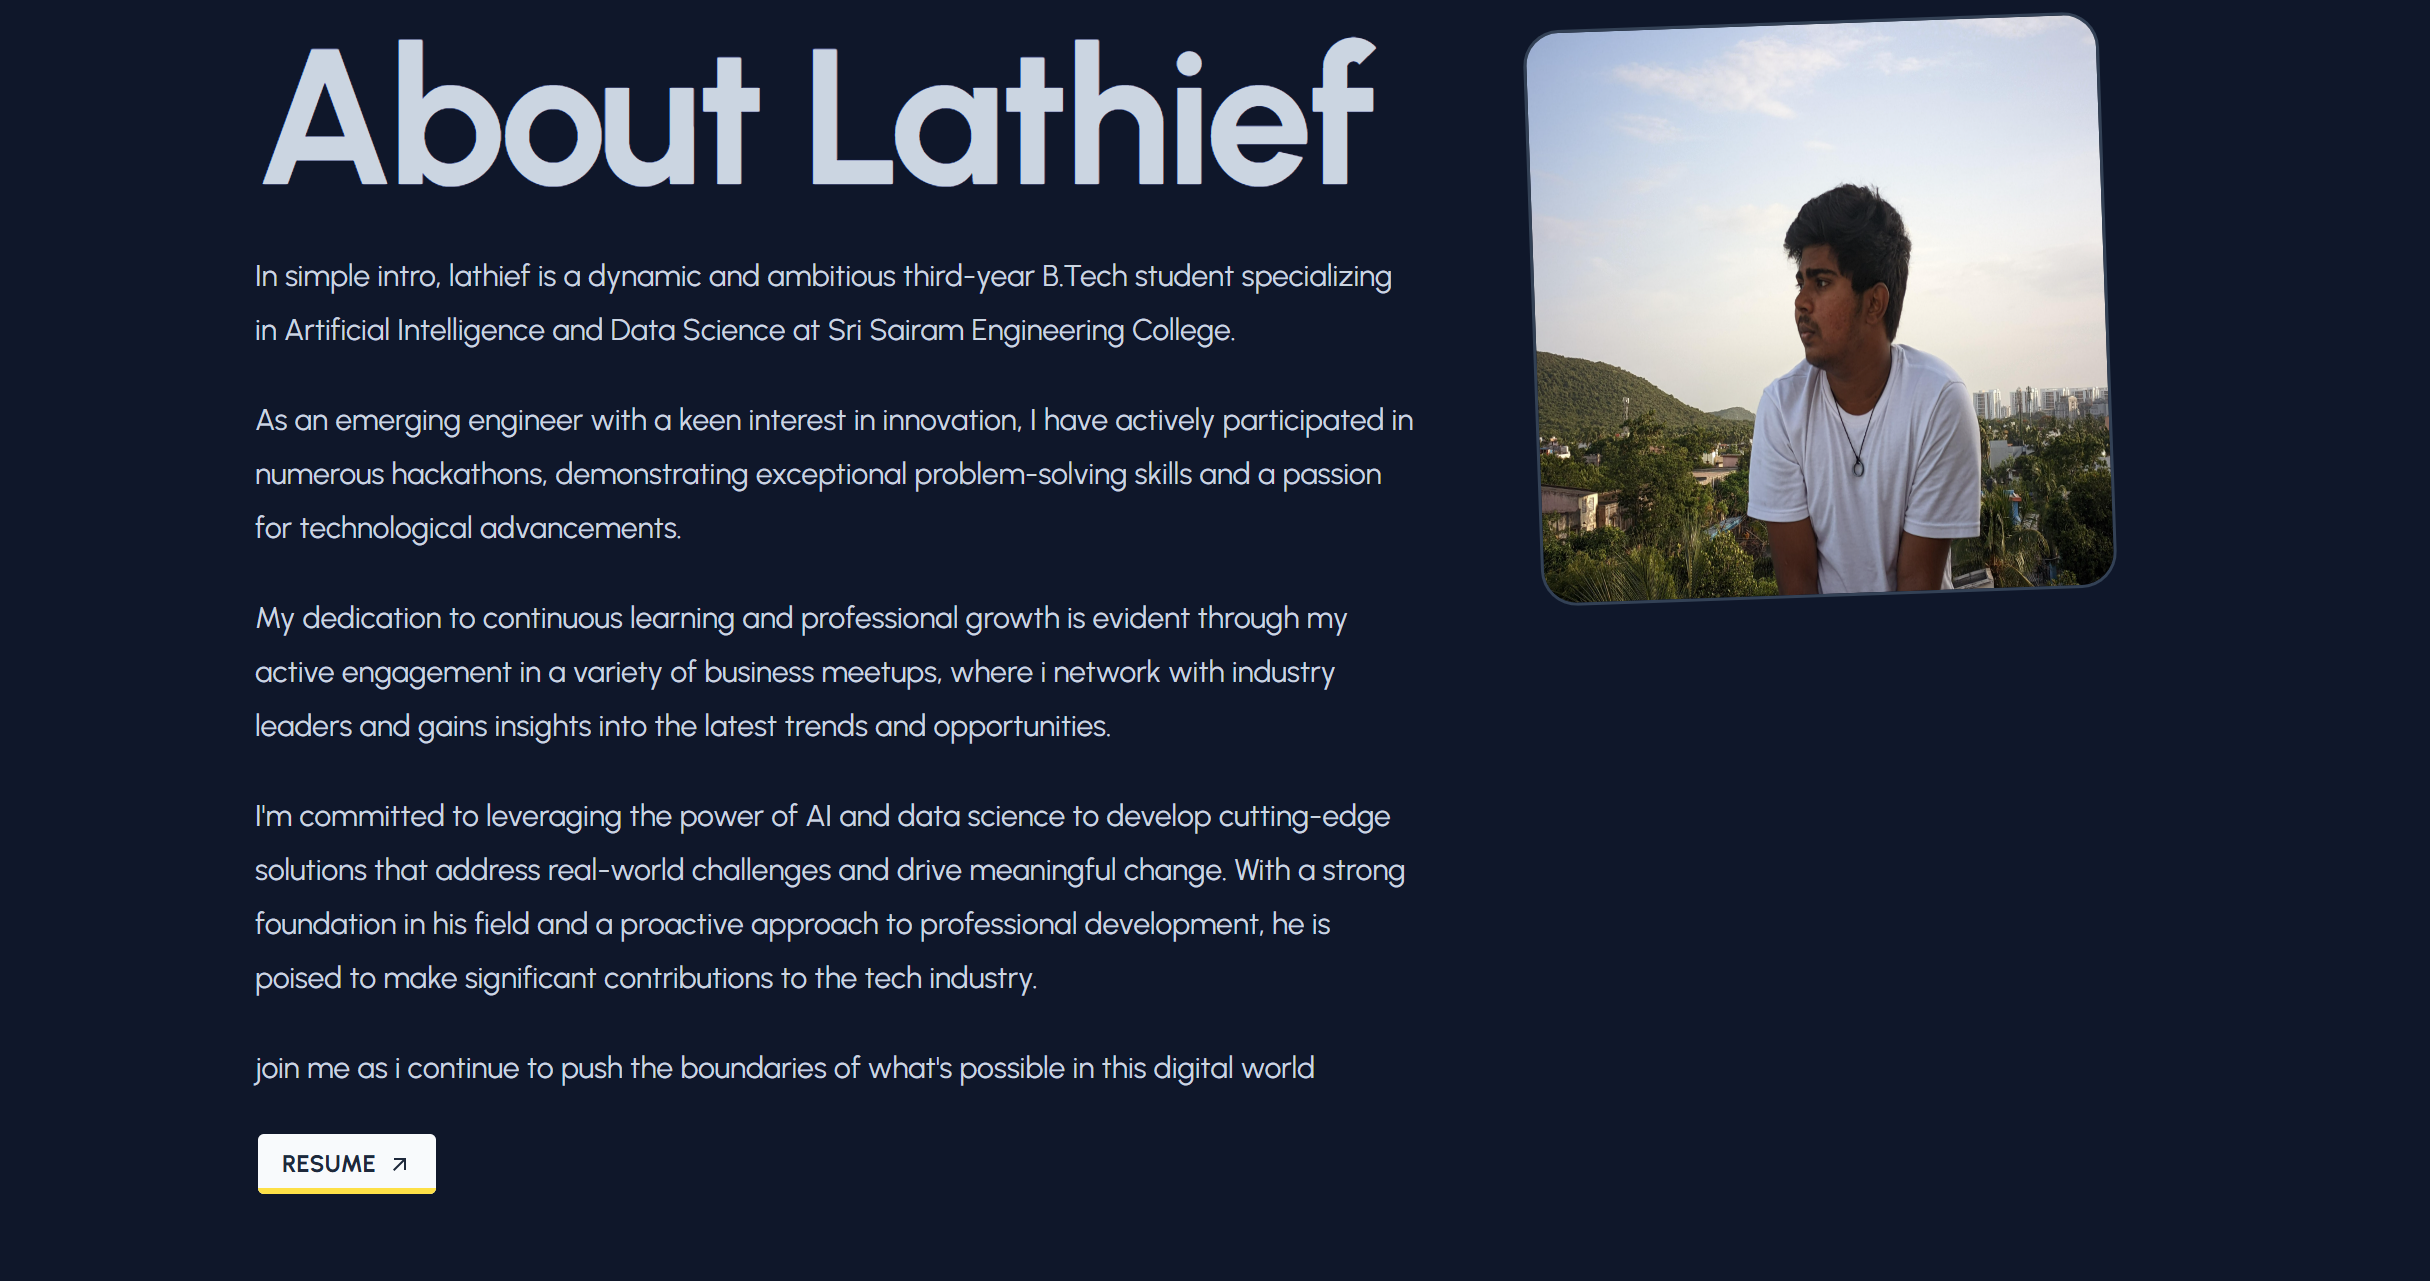 About Lathief
In simple intro, lathief is a dynamic and ambitious third-year B.Tech student specializing
in Artificial Intelligence and Data Science at Sri Sairam Engineering College.
As an emerging engineer with a keen interest in innovation, I have actively participated in
numerous hackathons, demonstrating exceptional problem-solving skills and a passion
for technological advancements.
My dedication to continuous learning and professional growth is evident through my
active engagement in a variety of business meetups, where i network with industry
leaders and gains insights into the latest trends and opportunities.
I'm committed to leveraging the power of AI and data science to develop cutting-edge
solutions that address real-world challenges and drive meaningful change. With a strong
foundation in his field and a proactive approach to professional development, he is
poised to make significant contributions to the tech industry.
join me as i continue to push the boundaries of what's possible in this digital world
RESUME